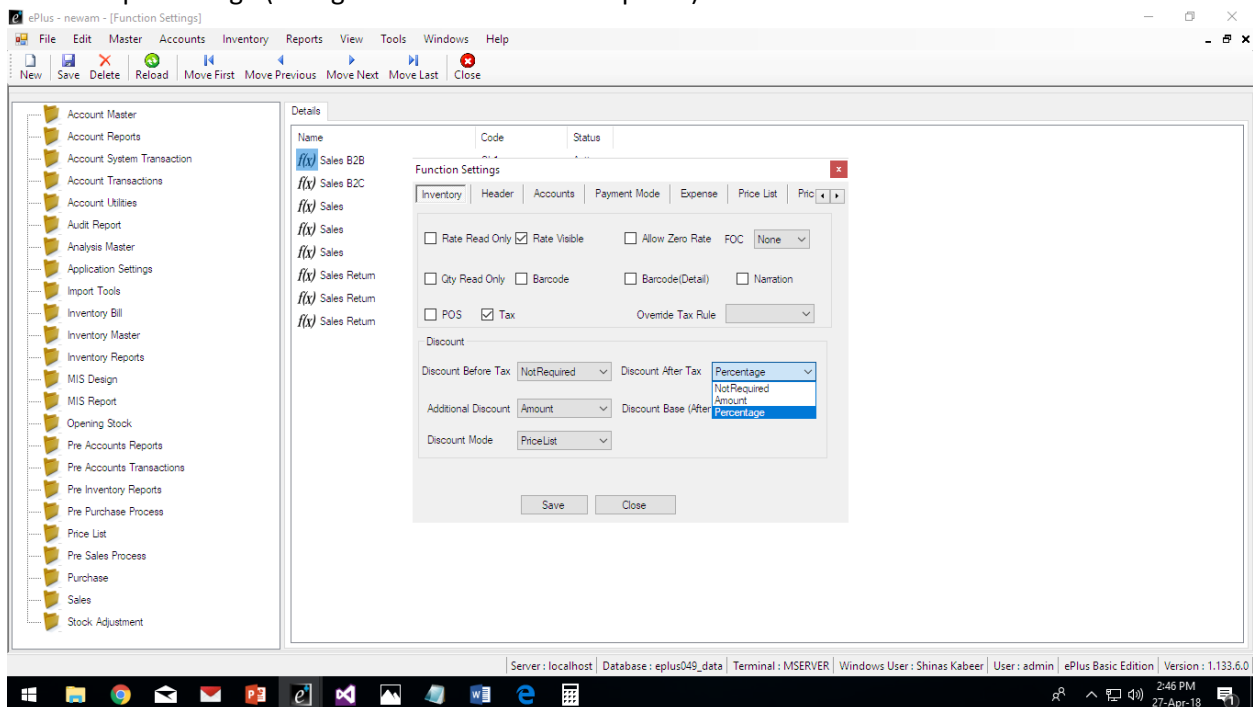 ePlus - newam - [Function Settings]
File Edit Master Accounts Inventory Reports View Tools Windows Help
New Save Delete Reload Move First Move Previous Move Next Move Last Close
Account Master
Account Reports
Account System Transaction
Account Transactions
Account Utilities
Audit Report
Analysis Master
Application Settings
Import Tools
Inventory Bill
Inventory Master
Inventory Reports
MIS Design
MIS Report
Opening Stock
Pre Accounts Reports
Pre Accounts Transactions
Pre Inventory Reports
Pre Purchase Process
Price List
Pre Sales Process
Purchase
Sales
Stock Adjustment
Details
Name Code Status
f(x) Sales B2B
f(x) Sales B2C
f(x) Sales
f(x) Sales
f(x) Sales
f(x) Sales Return
f(x) Sales Return
f(x) Sales Return
Function Settings
Inventory Header Accounts Payment Mode Expense Price List Pric
Rate Read Only Rate Visible Allow Zero Rate FOC None
Qty Read Only Barcode Barcode(Detail) Narration
POS Tax Override Tax Rule
Discount
Discount Before Tax NotRequired Discount After Tax Percentage
NotRequired
Amount
Percentage
Additional Discount Amount Discount Base (After
Discount Mode PriceList
Save Close
Server : localhost Database : eplus049_data Terminal : MSERVER Windows User : Shinas Kabeer User : admin ePlus Basic Edition Version : 1.133.6.0
2:46 PM
27-Apr-18